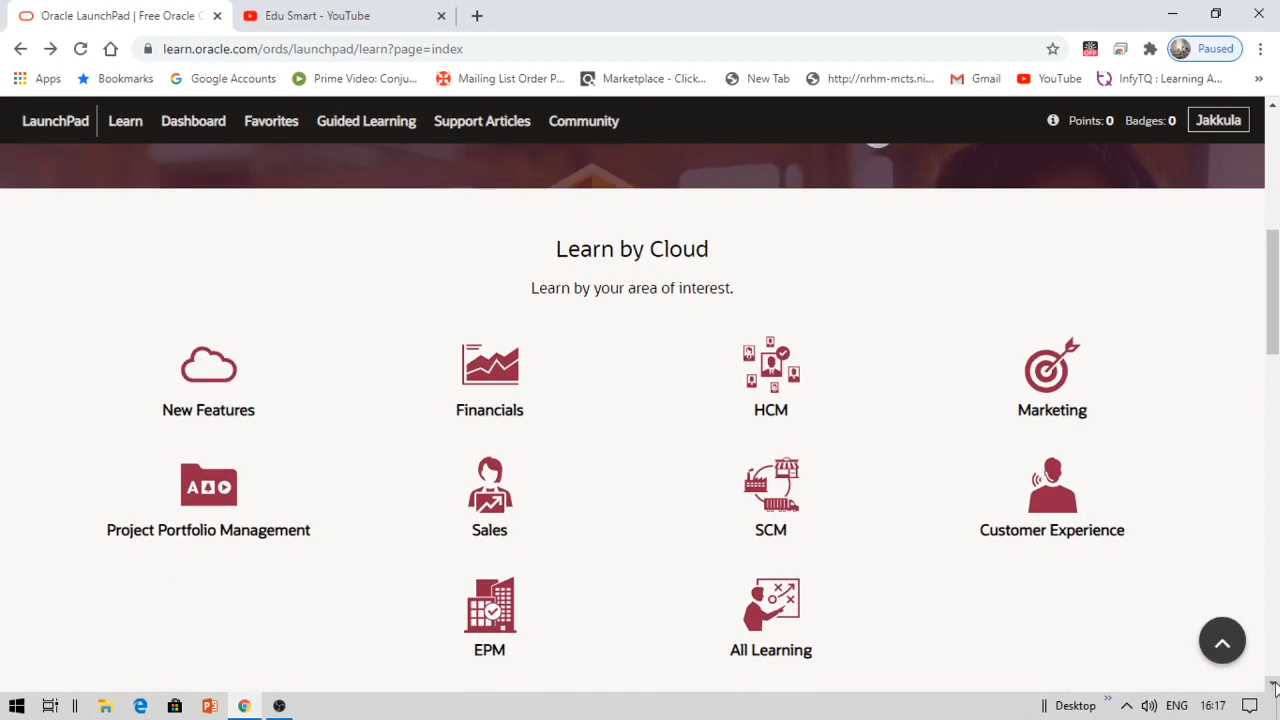 Oracle LaunchPad | Free Oracle C
Edu Smart - YouTube
learn.oracle.com/ords/launchpad/learn?page=index
OFF
Paused
Apps
Bookmarks
Google Accounts
Prime Video: Conju...
Mailing List Order P...
Marketplace - Click...
New Tab
http://nrhm-mcts.ni...
Gmail
YouTube
InfyTQ : Learning A...
»
LaunchPad
Learn
Dashboard
Favorites
Guided Learning
Support Articles
Community
Points: 0
Badges: 0
Jakkula
Learn by Cloud
Learn by your area of interest.
New Features
Financials
HCM
Marketing
Project Portfolio Management
Sales
SCM
Customer Experience
EPM
All Learning
Desktop
»
ENG
16:17